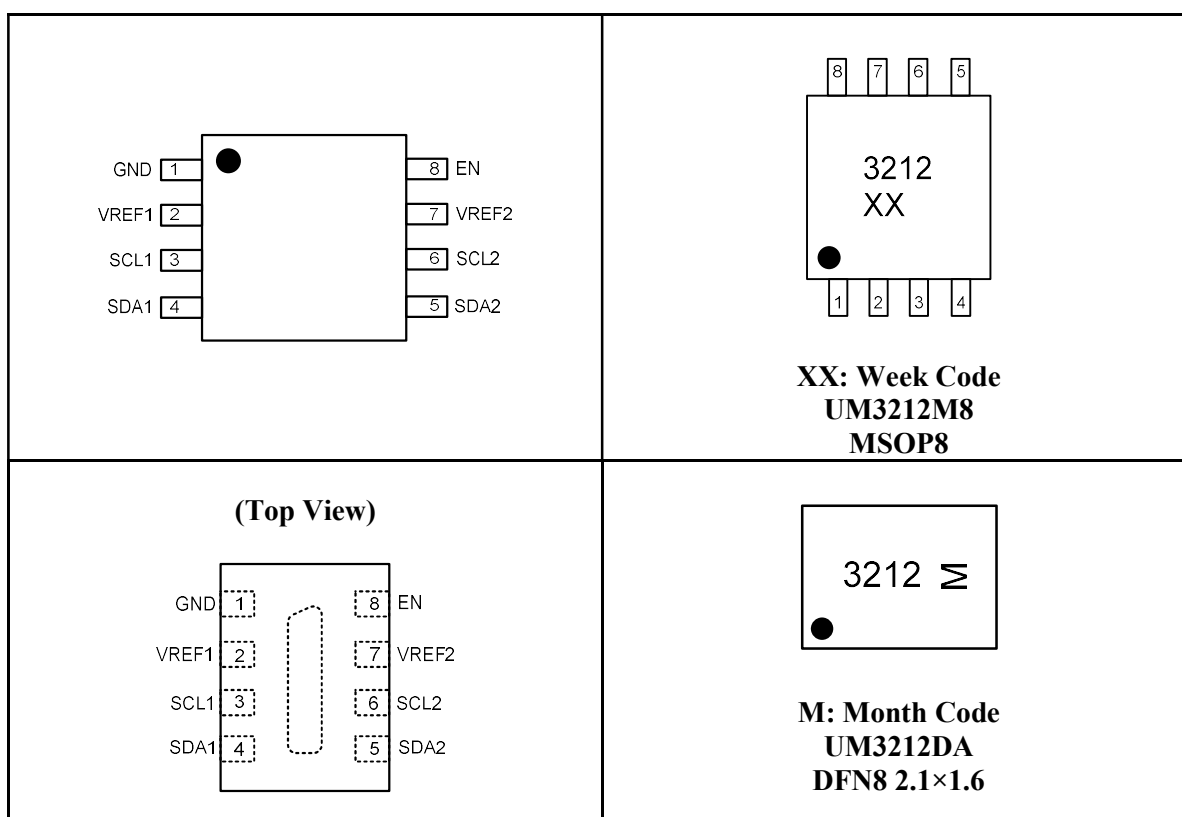 GND 1 8 EN
VREF1 2 7 VREF2
SCL1 3 6 SCL2
SDA1 4 5 SDA2
8 7 6 5
3212
XX
1 2 3 4
XX: Week Code
UM3212M8
MSOP8
(Top View)
GND 1 8 EN
VREF1 2 7 VREF2
SCL1 3 6 SCL2
SDA1 4 5 SDA2
3212 M
M: Month Code
UM3212DA
DFN8 2.1×1.6